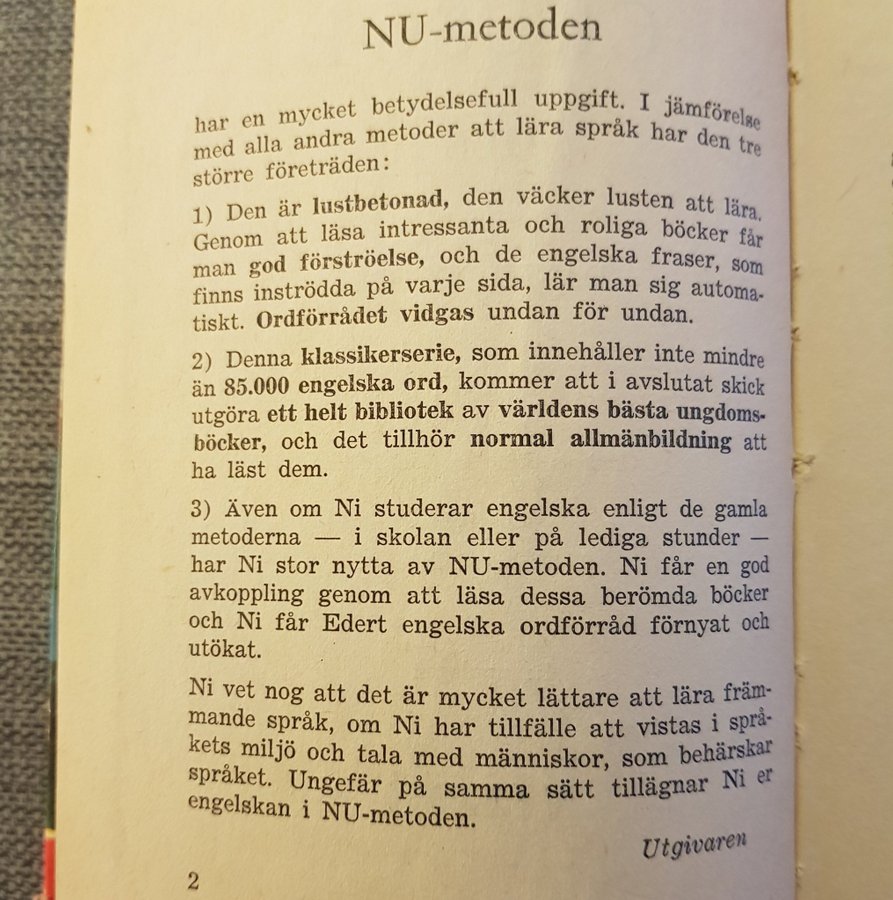 NU-metoden
har en mycket betydelsefull uppgift. I jämförelse
med alla andra metoder att lära språk har den tre
större företräden:
1) Den är lustbetonad, den väcker lusten att lära.
Genom att läsa intressanta och roliga böcker får
man god förströelse, och de engelska fraser, som
finns inströdda på varje sida, lär man sig automa-
tiskt. Ordförrådet vidgas undan för undan.
2) Denna klassikerserie, som innehåller inte mindre
än 85.000 engelska ord, kommer att i avslutat skick
utgöra ett helt bibliotek av världens bästa ungdoms-
böcker, och det tillhör normal allmänbildning att
ha läst dem.
3) Även om Ni studerar engelska enligt de gamla
metoderna — i skolan eller på lediga stunder —
har Ni stor nytta av NU-metoden. Ni får en god
avkoppling genom att läsa dessa berömda böcker
och Ni får Edert engelska ordförråd förnyat och
utökat.
Ni vet nog att det är mycket lättare att lära främ-
mande språk, om Ni har tillfälle att vistas i språ-
kets miljö och tala med människor, som behärskar
språket. Ungefär på samma sätt tillägnar Ni er
engelskan i NU-metoden.
Utgivaren
2